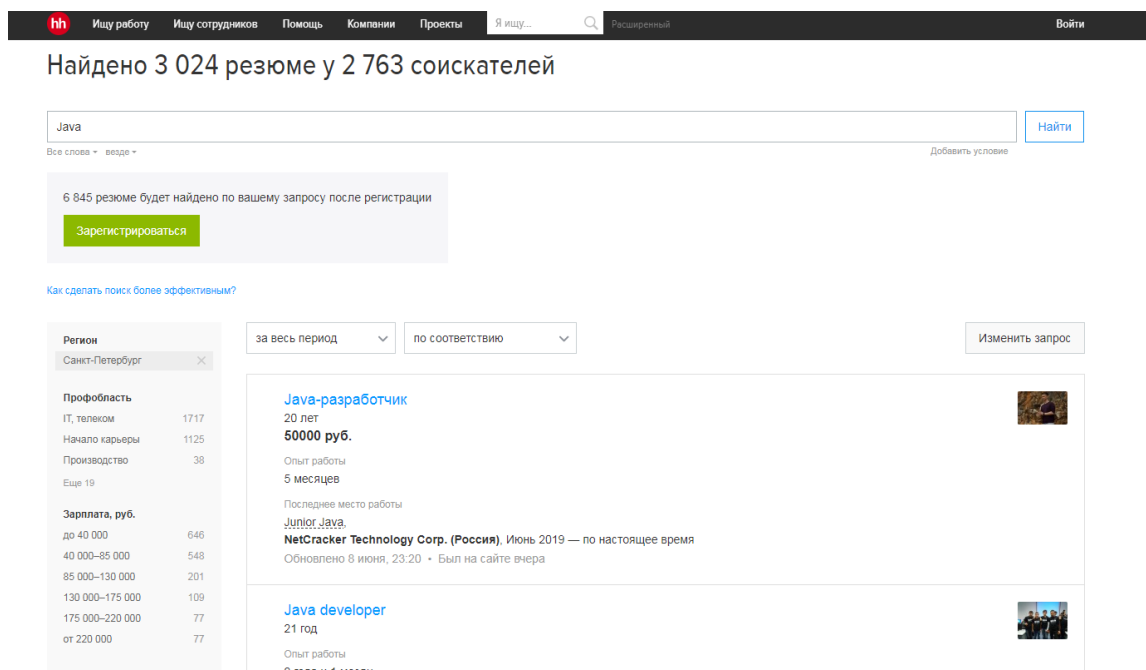 hh Ищу работу Ищу сотрудников Помощь Компании Проекты Я ищу... Расширенный Войти
Найдено 3 024 резюме у 2 763 соискателей
Java Найти
Все слова везде Добавить условие
6 845 резюме будет найдено по вашему запросу после регистрации
Зарегистрироваться
Как сделать поиск более эффективным?
Регион
Санкт-Петербург
Профобласть
IT, телеком 1717
Начало карьеры 1125
Производство 38
Еще 19
Зарплата, руб.
до 40 000 646
40 000–85 000 548
85 000–130 000 201
130 000–175 000 109
175 000–220 000 77
от 220 000 77
за весь период по соответствию Изменить запрос
Java-разработчик
20 лет
50000 руб.
Опыт работы
5 месяцев
Последнее место работы
Junior Java,
NetCracker Technology Corp. (Россия), Июнь 2019 — по настоящее время
Обновлено 8 июня, 23:20 • Был на сайте вчера
Java developer
21 год
Опыт работы